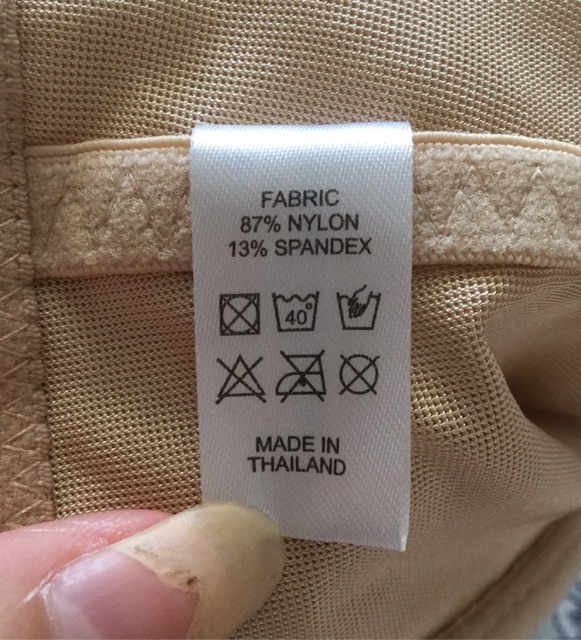 FABRIC
87% NYLON
13% SPANDEX
40°
MADE IN
THAILAND